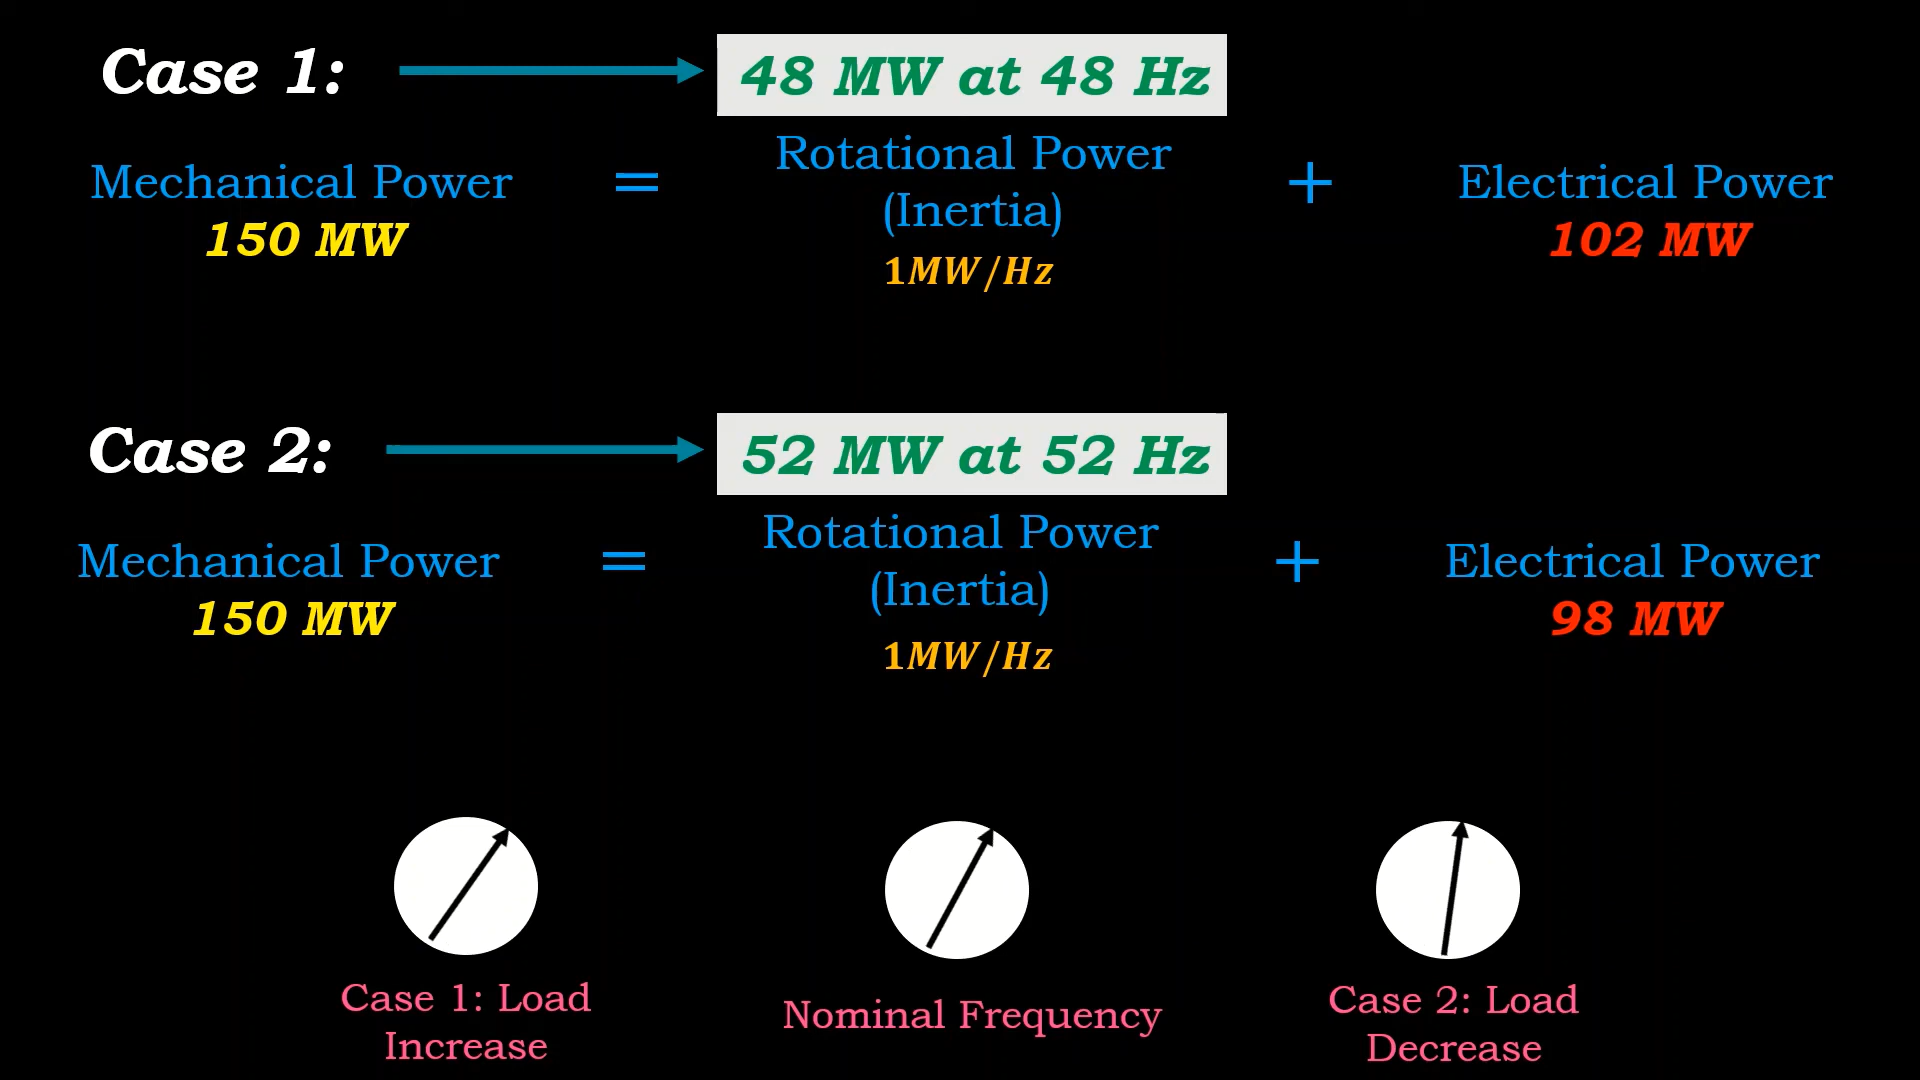 Case 1:
48 MW at 48 Hz
Mechanical Power
150 MW
=
Rotational Power
(Inertia)
1MW/Hz
+
Electrical Power
102 MW
Case 2:
52 MW at 52 Hz
Mechanical Power
150 MW
=
Rotational Power
(Inertia)
1MW/Hz
+
Electrical Power
98 MW
Case 1: Load
Increase
Nominal Frequency
Case 2: Load
Decrease